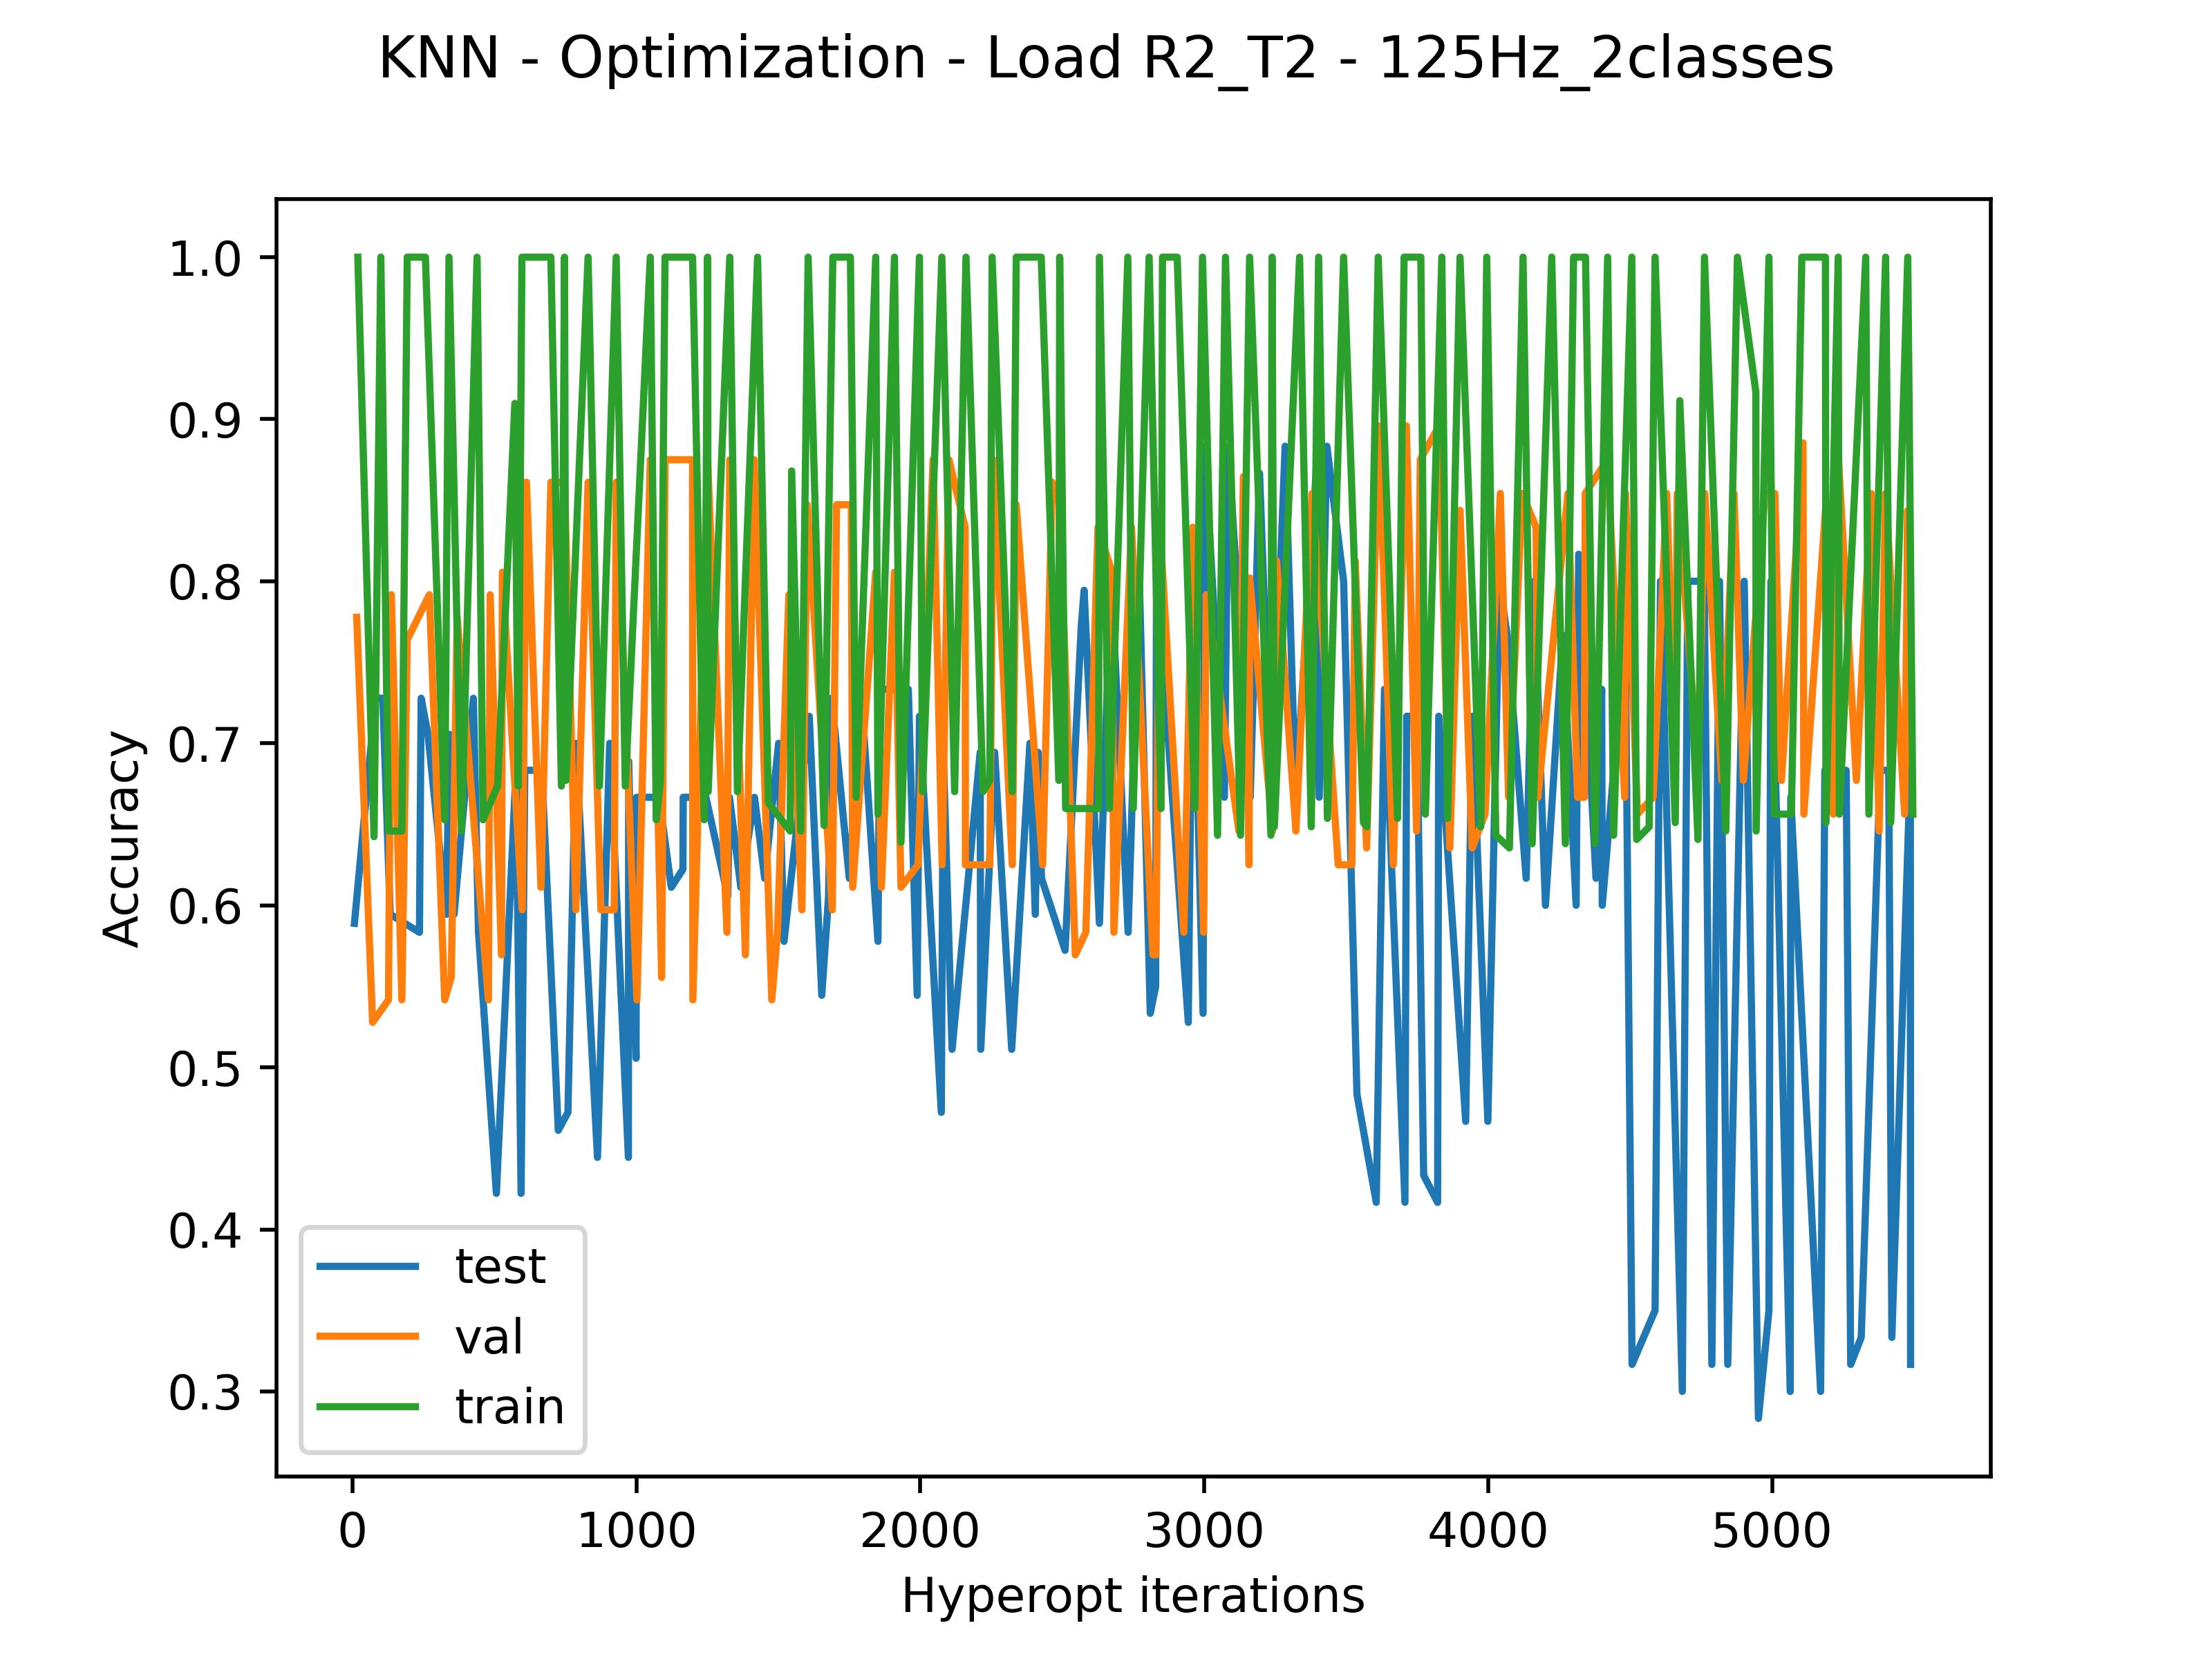 KNN - Optimization - Load R2_T2 - 125Hz_2classes
1.0
0.9
0.8
0.7
0.6
0.5
0.4
0.3
Accuracy
test
val
train
0 1000 2000 3000 4000 5000
Hyperopt iterations